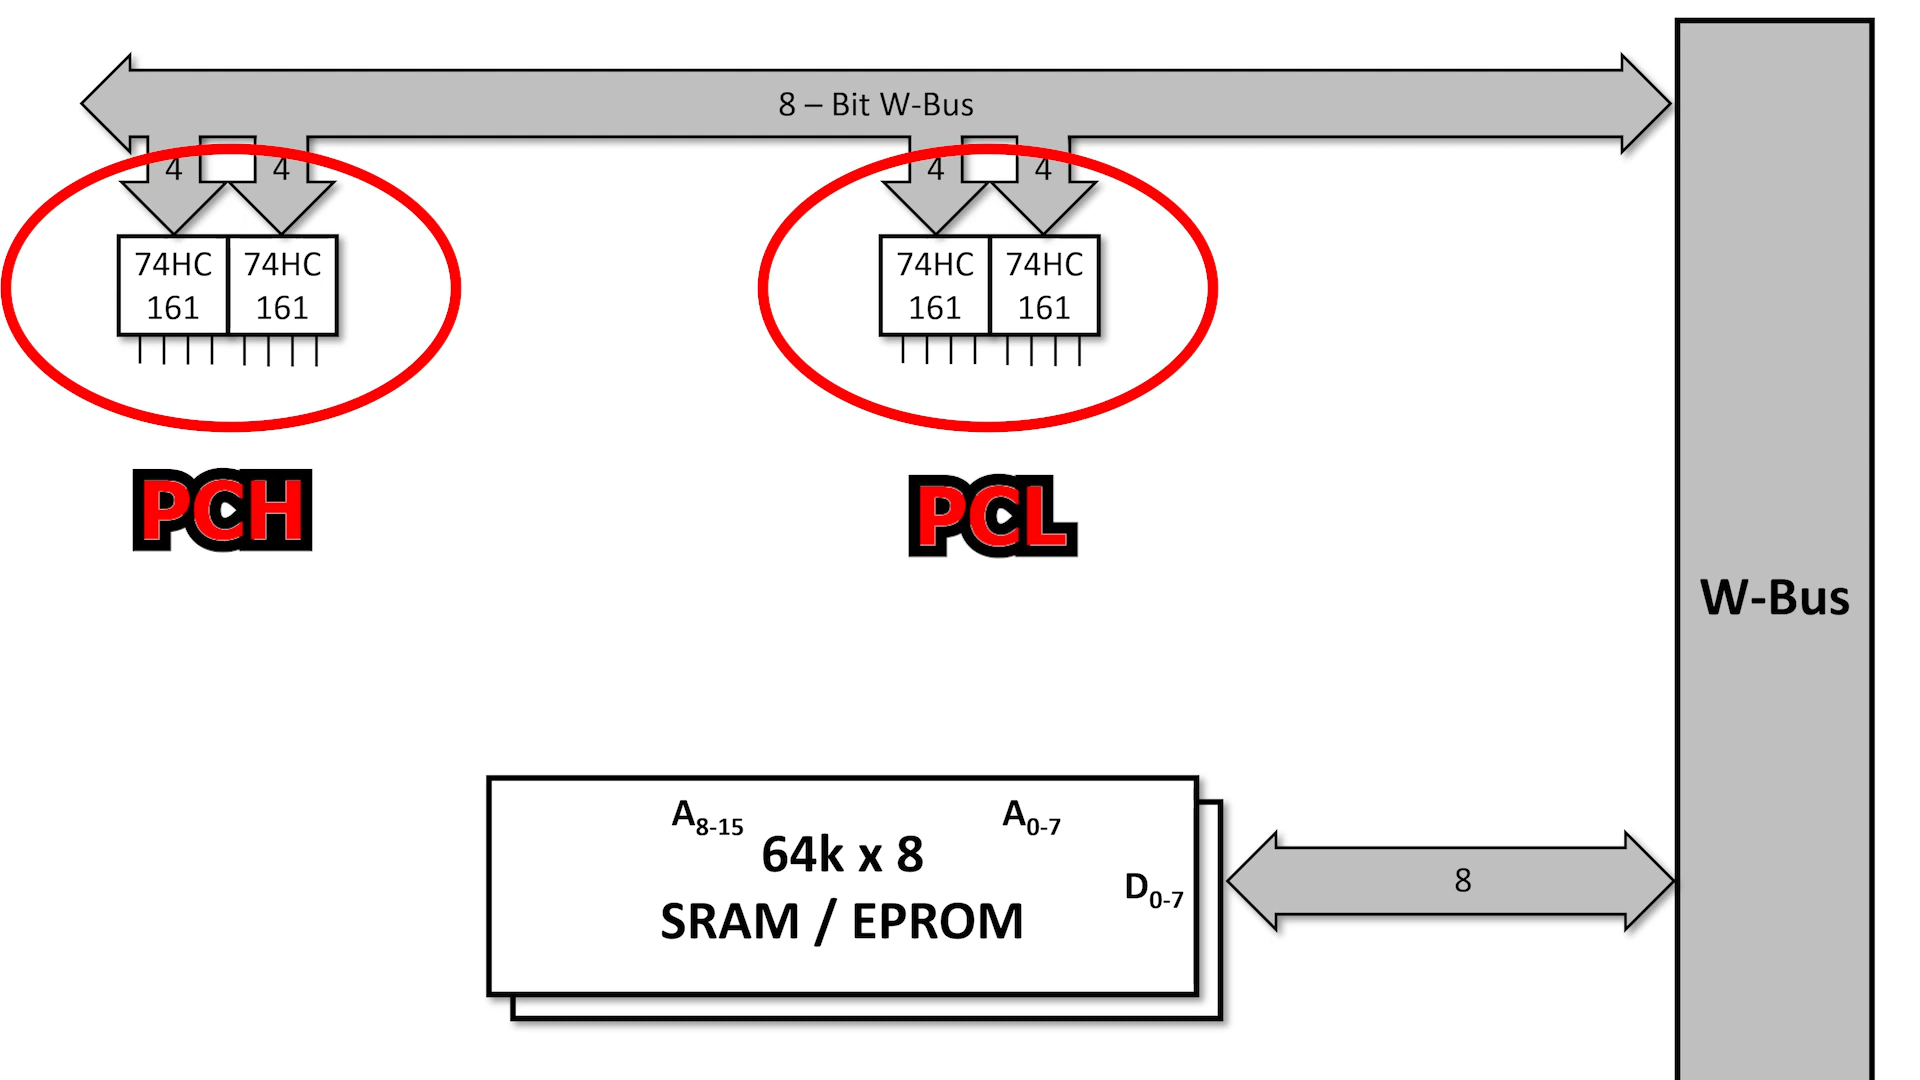 8 – Bit W-Bus
4 4 4 4
74HC 74HC 74HC 74HC
161 161 161 161
PCH PCL
W-Bus
A8-15 A0-7
64k x 8
D0-7
8
SRAM / EPROM